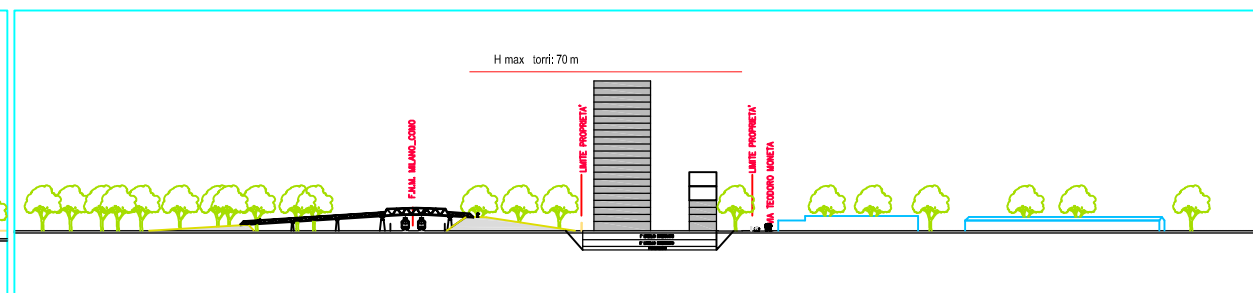 H max torri: 70 m
F.N.M. MILANO_COMO
LIMITE PROPRIETA'
LIMITE PROPRIETA'
VIA TEODORO MONETA